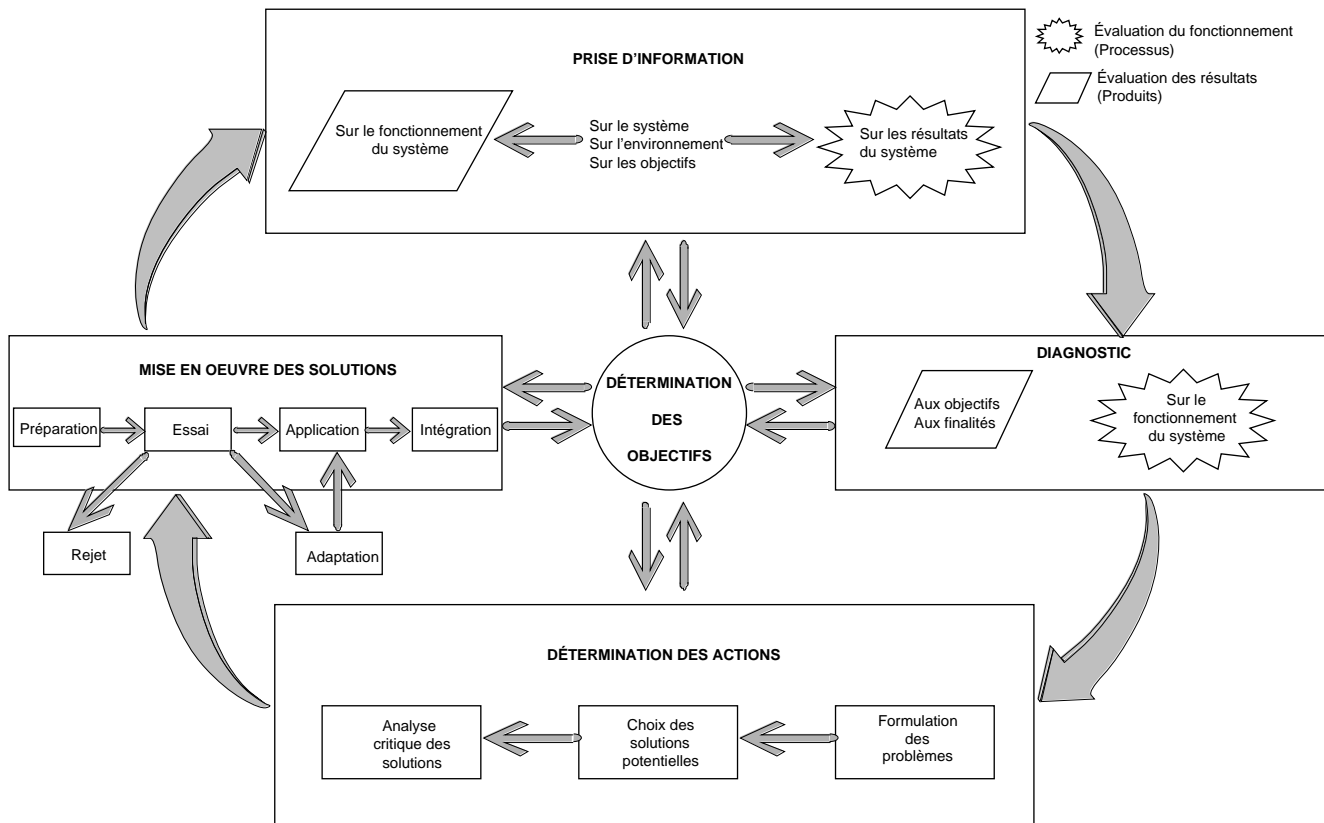 PRISE D'INFORMATION
Sur le fonctionnement
du système
Sur le système
Sur l'environnement
Sur les objectifs
Sur les résultats
du système
Évaluation du fonctionnement
(Processus)
Évaluation des résultats
(Produits)
MISE EN OEUVRE DES SOLUTIONS
Préparation
Essai
Application
Intégration
Rejet
Adaptation
DÉTERMINATION
DES
OBJECTIFS
DIAGNOSTIC
Aux objectifs
Aux finalités
Sur le
fonctionnement
du système
DÉTERMINATION DES ACTIONS
Analyse
critique des
solutions
Choix des
solutions
potentielles
Formulation
des
problèmes